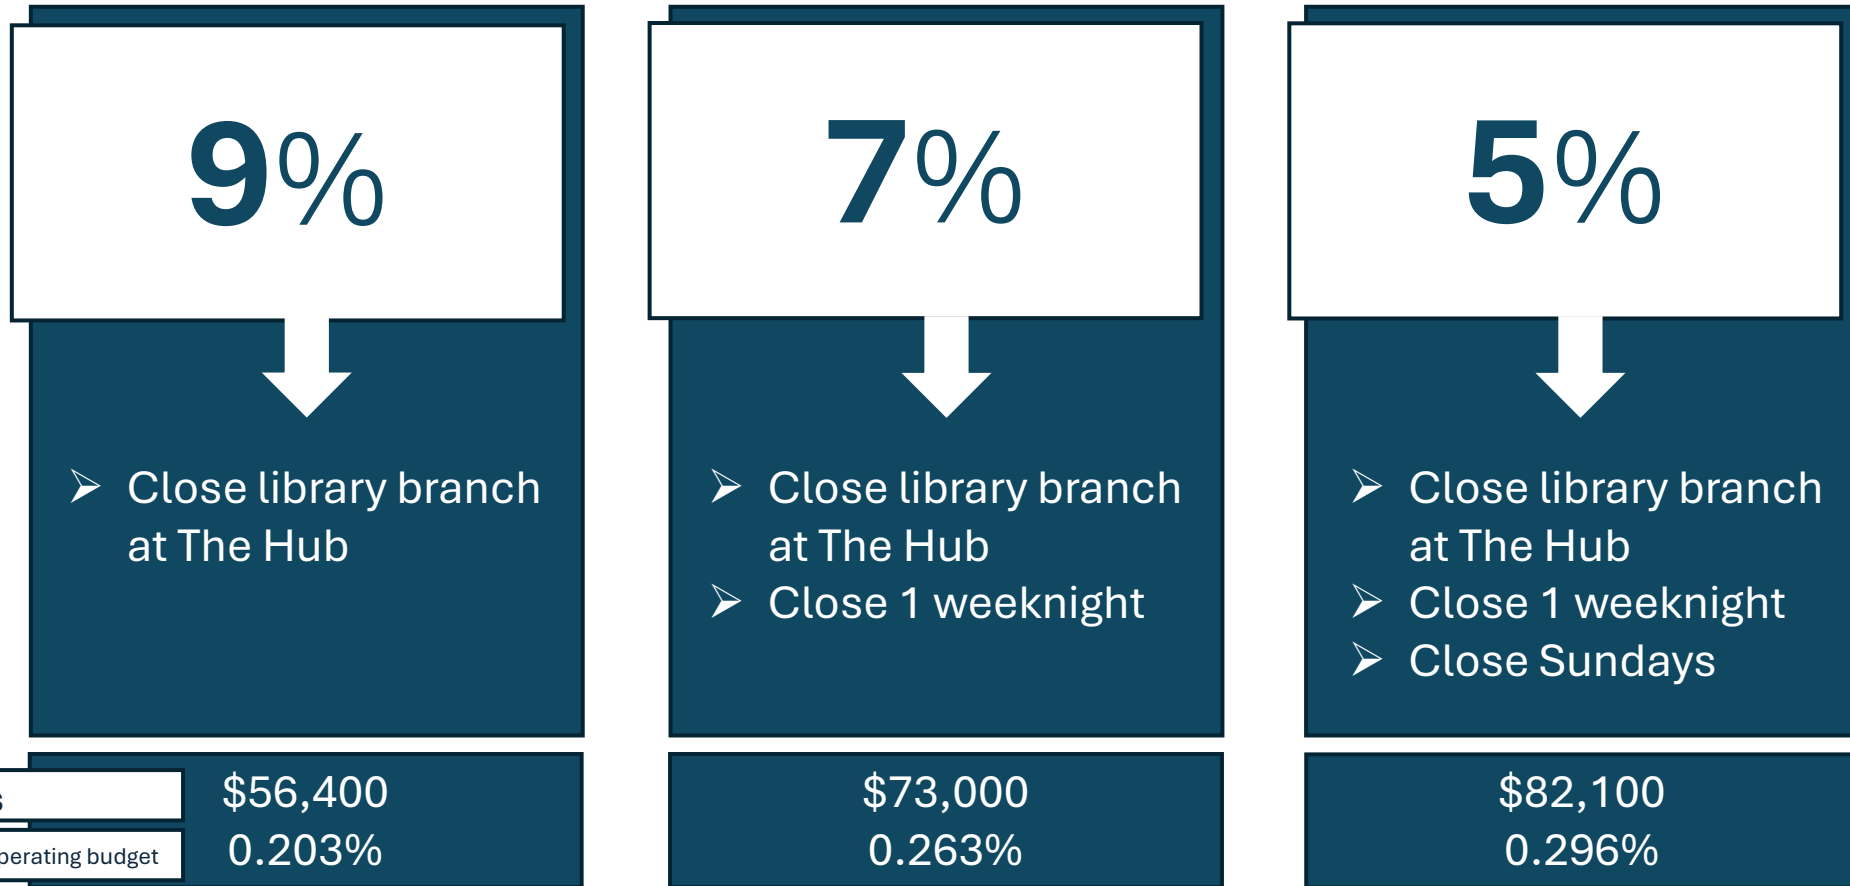 9%
Close library branch
at The Hub
7%
Close library branch
at The Hub
Close 1 weeknight
5%
Close library branch
at The Hub
Close 1 weeknight
Close Sundays
$56,400
0.203%
operating budget
$73,000
0.263%
$82,100
0.296%